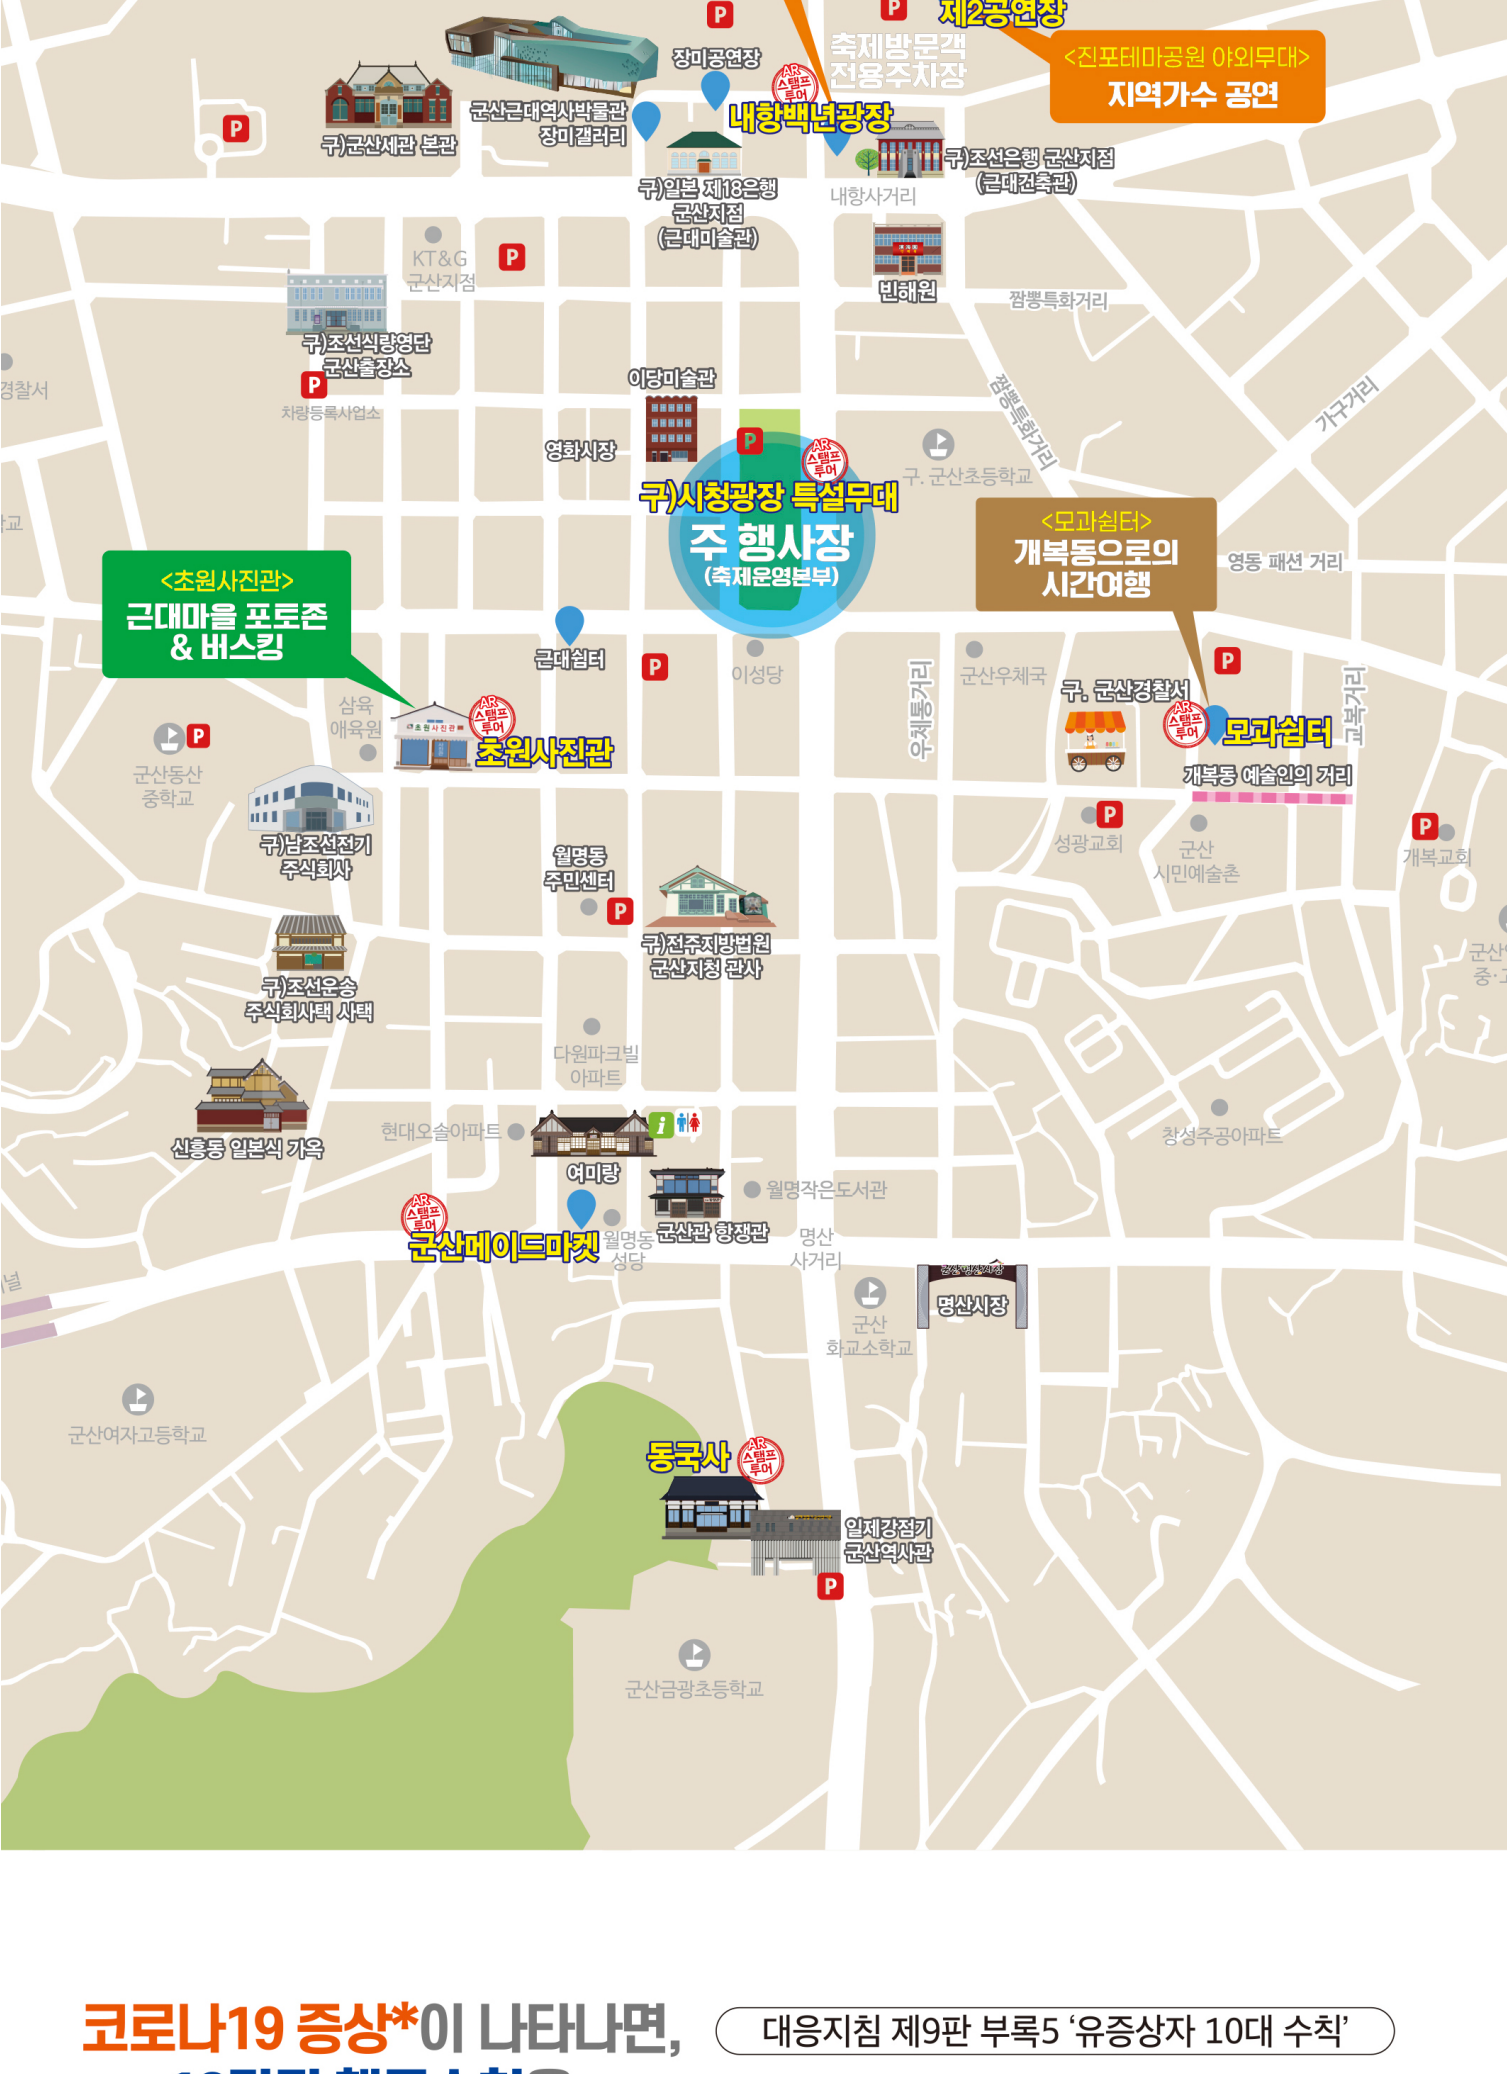 제2공연장
축제방문객
전용주차장
<진포테마공원 야외무대>
지역가수 공연
장미공연장
AR
스탬프
투어
내항백년광장
구)군산세관 본관
군산근대역사박물관
장미갤러리
구)조선은행 군산지점
(근대건축관)
구)일본 제18은행
군산지점
(근대미술관)
내항사거리
KT&G
군산지점
빈해원
짬뽕특화거리
구)조선식량영단
군산출장소
차량등록사업소
경찰서
이당미술관
영화시장
짬뽕특화거리
가구거리
AR
스탬프
투어
구. 군산초등학교
구)시청광장 특설무대
주 행사장
(축제운영본부)
<모과쉼터>
개복동으로의
시간여행
영동 패션 거리
학교
<초원사진관>
근대마을 포토존
& 버스킹
근대쉼터
이성당
우체통거리
군산우체국
구. 군산경찰서
AR
스탬프
투어
모과쉼터
교복거리
개복동 예술인의 거리
삼육
애육원
초원사진관
AR
스탬프
투어
초원사진관
군산동산
중학교
구)남조선전기
주식회사
월명동
주민센터
성광교회
군산
시민예술촌
개복교회
구)전주지방법원
군산지청 관사
구)조선운송
주식회사택 사택
다원파크빌
아파트
신흥동 일본식 가옥
현대오솔아파트
여미랑
창성주공아파트
월명작은도서관
군산관 항쟁관
AR
스탬프
투어
군산메이드마켓
월명동
성당
명산
사거리
널
군산명산시장
명산시장
군산
화교소학교
군산여자고등학교
동국사
AR
스탬프
투어
일제강점기
군산역사관
군산금광초등학교
코로나19 증상*이 나타나면,
대응지침 제9판 부록5 ‘유증상자 10대 수칙’